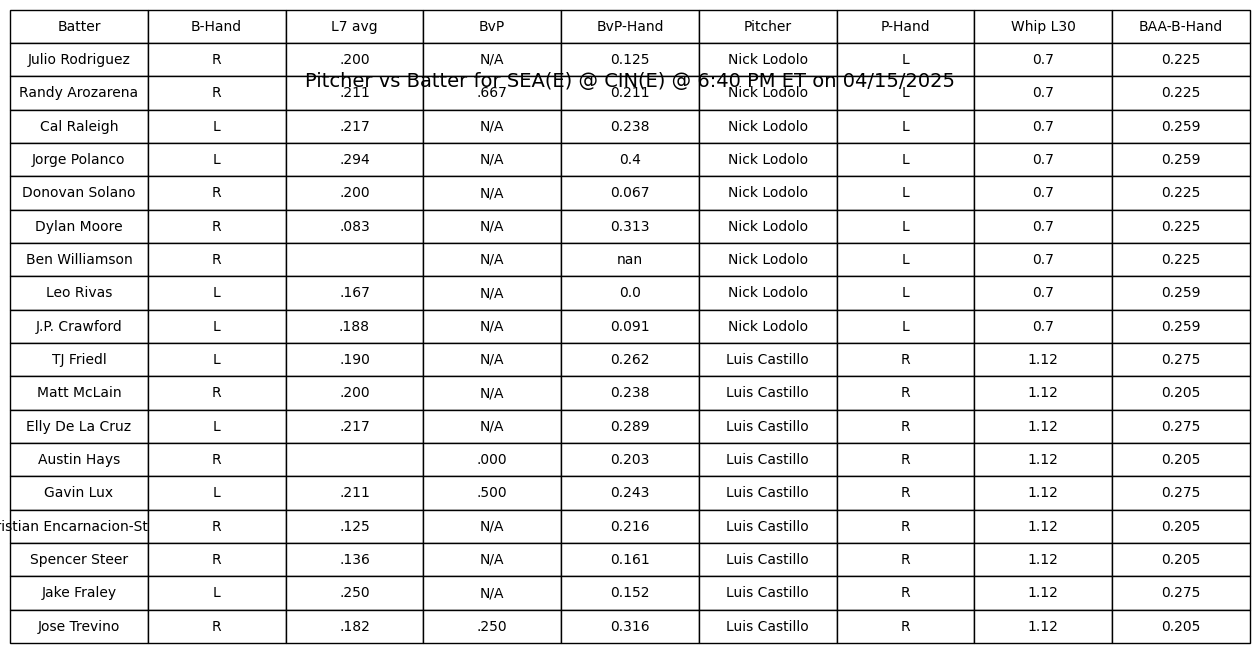 Batter B-Hand L7 avg BvP BvP-Hand Pitcher P-Hand Whip L30 BAA-B-Hand
Julio Rodriguez R .200 N/A 0.125 Nick Lodolo L 0.7 0.225
Pitcher vs Batter for SEA(E) @ CIN(E) @ 6:40 PM ET on 04/15/2025
Randy Arozarena R .211 .667 0.211 Nick Lodolo L 0.7 0.225
Cal Raleigh L .217 N/A 0.238 Nick Lodolo L 0.7 0.259
Jorge Polanco L .294 N/A 0.4 Nick Lodolo L 0.7 0.259
Donovan Solano R .200 N/A 0.067 Nick Lodolo L 0.7 0.225
Dylan Moore R .083 N/A 0.313 Nick Lodolo L 0.7 0.225
Ben Williamson R N/A nan Nick Lodolo L 0.7 0.225
Leo Rivas L .167 N/A 0.0 Nick Lodolo L 0.7 0.259
J.P. Crawford L .188 N/A 0.091 Nick Lodolo L 0.7 0.259
TJ Friedl L .190 N/A 0.262 Luis Castillo R 1.12 0.275
Matt McLain R .200 N/A 0.238 Luis Castillo R 1.12 0.205
Elly De La Cruz L .217 N/A 0.289 Luis Castillo R 1.12 0.275
Austin Hays R .000 0.203 Luis Castillo R 1.12 0.205
Gavin Lux L .211 .500 0.243 Luis Castillo R 1.12 0.275
ristian Encarnacion-St R .125 N/A 0.216 Luis Castillo R 1.12 0.205
Spencer Steer R .136 N/A 0.161 Luis Castillo R 1.12 0.205
Jake Fraley L .250 N/A 0.152 Luis Castillo R 1.12 0.275
Jose Trevino R .182 .250 0.316 Luis Castillo R 1.12 0.205